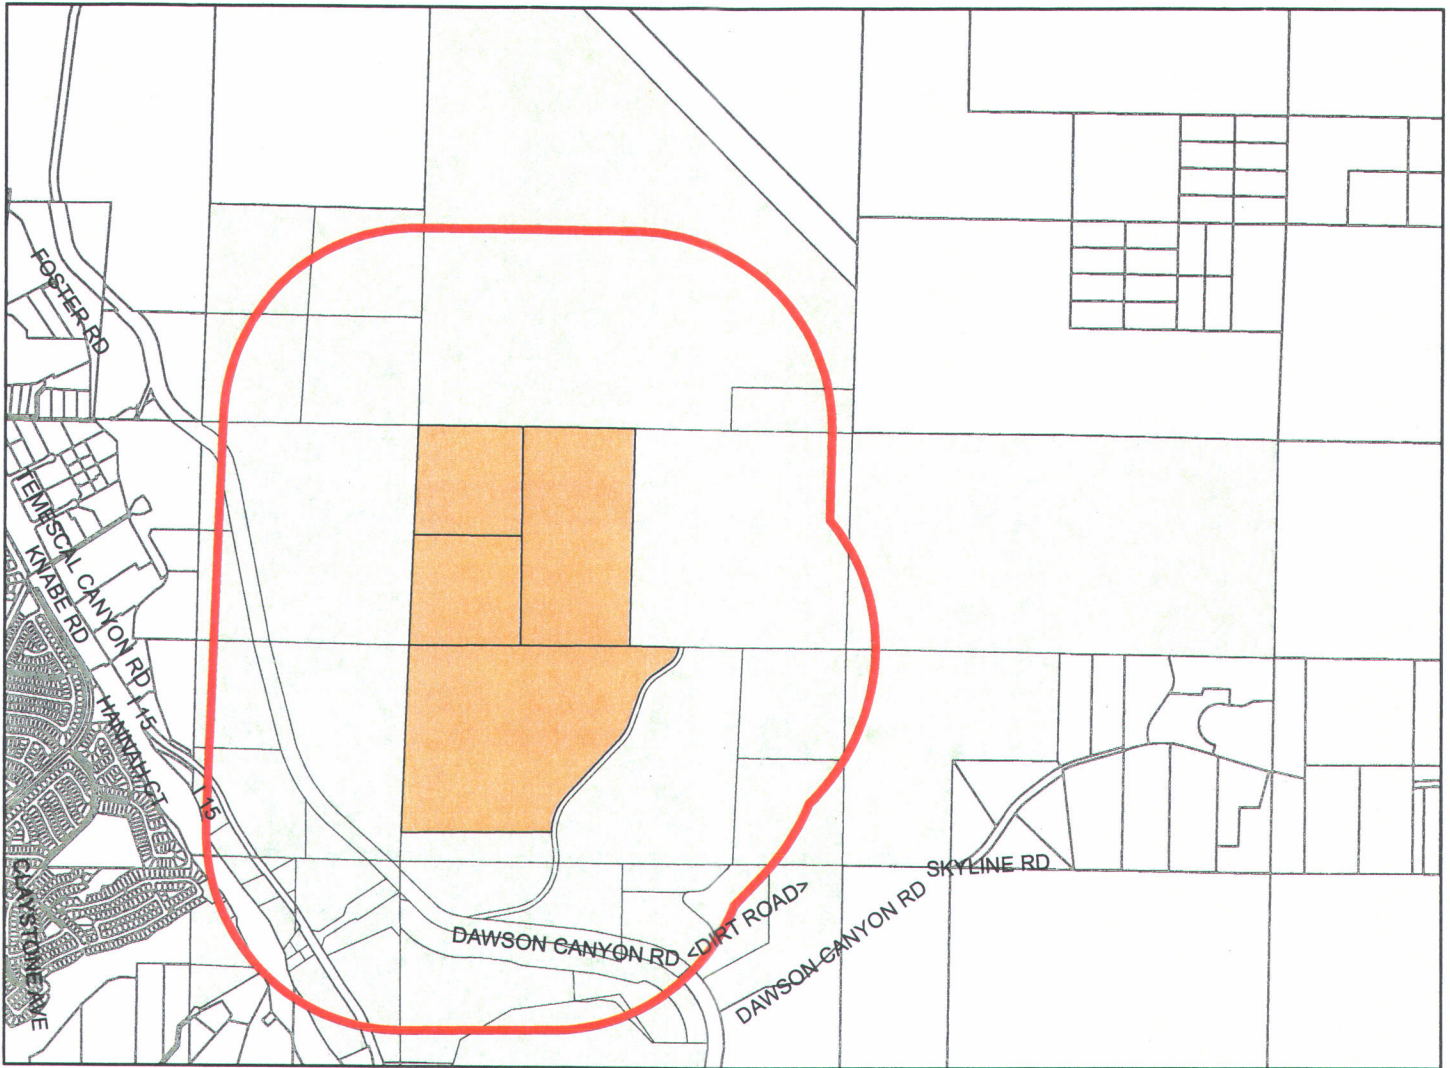 FOSTER RD
TEMESCAL CANYON RD
KNABE RD
I 15
HANNAH CT
I 15
CLAYSTONE AVE
SKYLINE RD
DAWSON CANYON RD <DIRT ROAD>
DAWSON CANYON RD